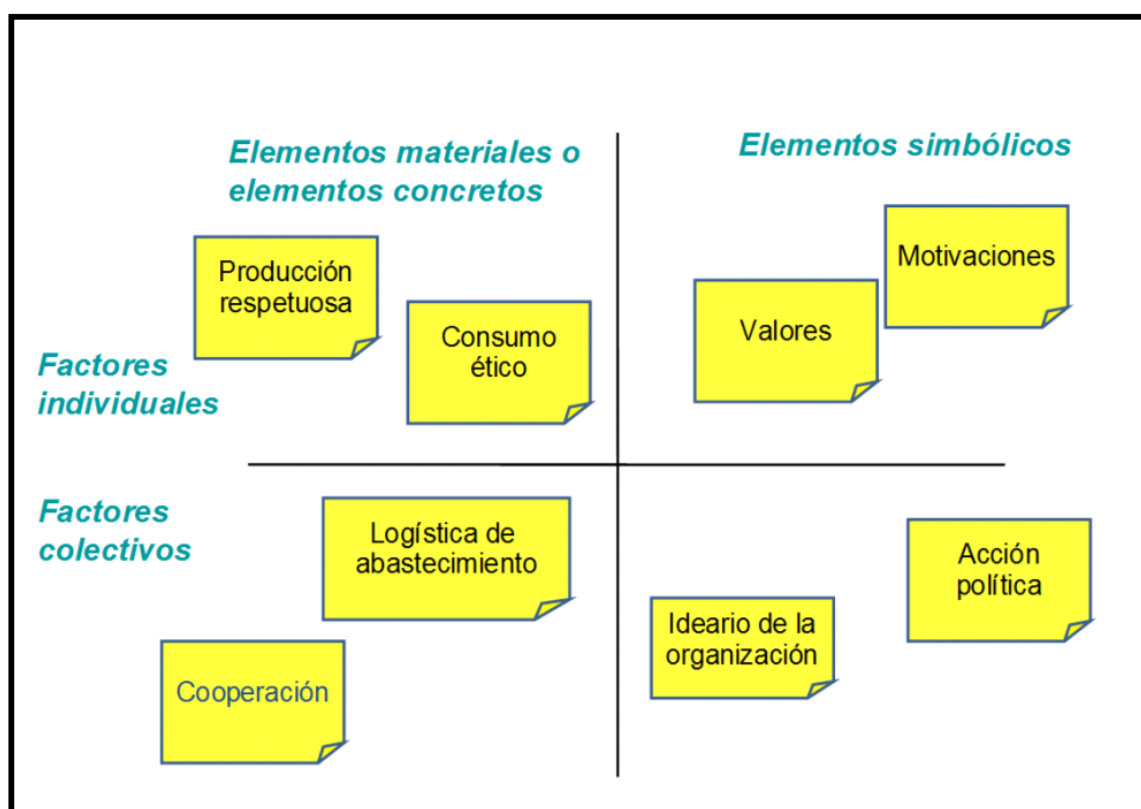 Elementos materiales o
elementos concretos
Elementos simbólicos
Producción
respetuosa
Consumo
ético
Valores
Motivaciones
Factores
individuales
Factores
colectivos
Logística de
abastecimiento
Cooperación
Ideario de la
organización
Acción
política